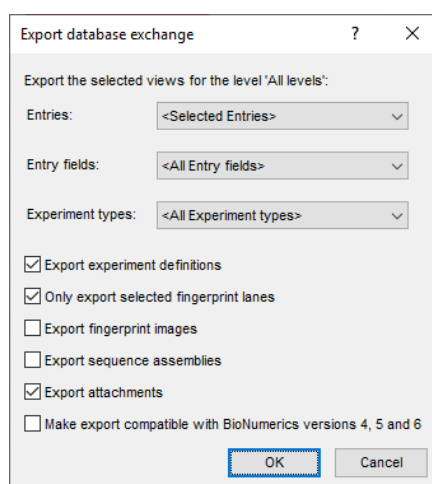 Export database exchange
Export the selected views for the level 'All levels':
Entries: <Selected Entries>
Entry fields: <All Entry fields>
Experiment types: <All Experiment types>
Export experiment definitions
Only export selected fingerprint lanes
Export fingerprint images
Export sequence assemblies
Export attachments
Make export compatible with BioNumerics versions 4, 5 and 6
OK Cancel